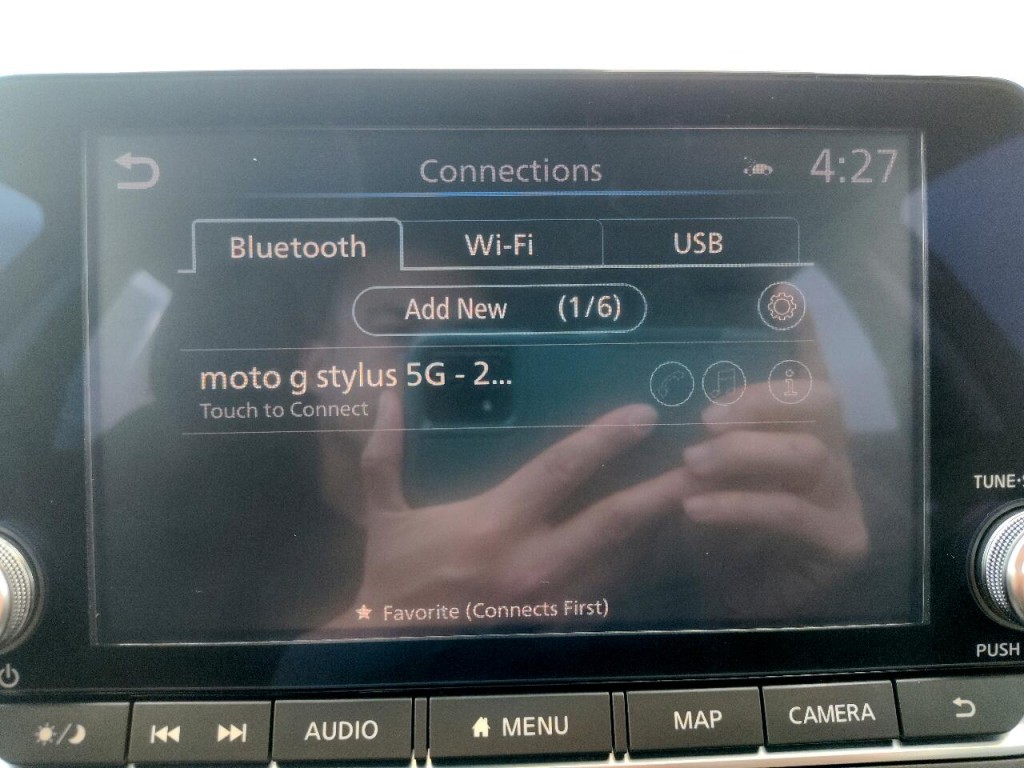 Connections
4:27
Bluetooth Wi-Fi USB
Add New (1/6)
moto g stylus 5G - 2...
Touch to Connect
Favorite (Connects First)
TUNE·
PUSH
AUDIO MENU MAP CAMERA